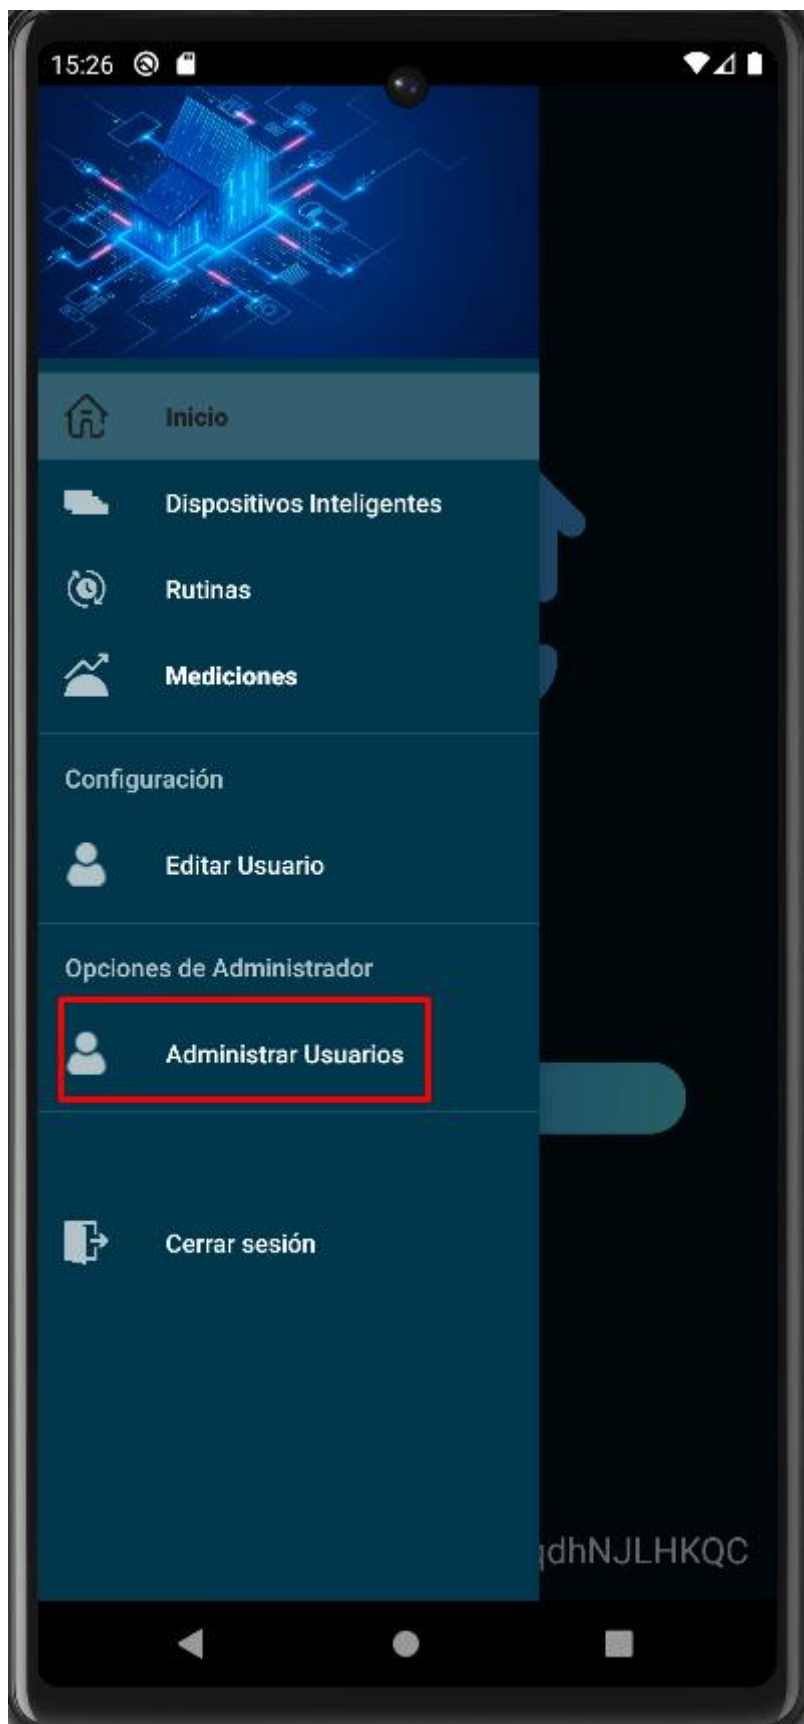 15:26
Inicio
Dispositivos Inteligentes
Rutinas
Mediciones
Configuración
Editar Usuario
Opciones de Administrador
Administrar Usuarios
Cerrar sesión
dhNJLHKQC